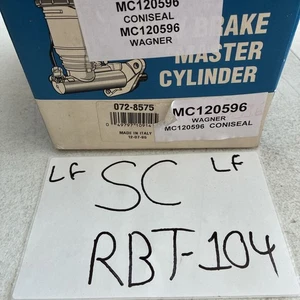 MC120596
CONISEAL
MC120596
WAGNER
BRAKE
MASTER
CYLINDER
072-8575
MC120596
WAGNER
MC120596 CONISEAL
MADE IN ITALY
LF SC LF
RBT-104